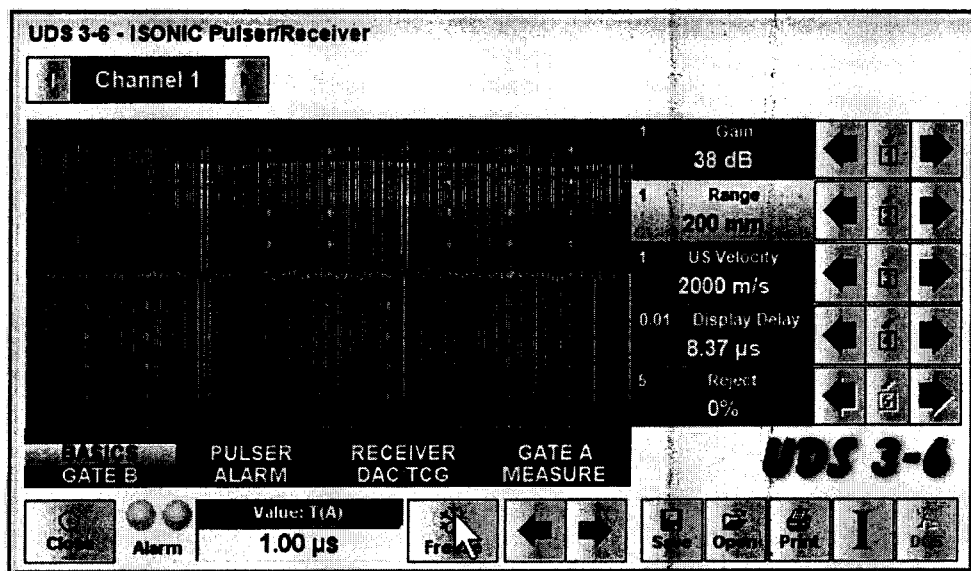 UDS 3-6 - ISONIC Pulser/Receiver
Channel 1
1 Gain
38 dB
1 Range
200 mm
1 US Velocity
2000 m/s
0.01 Display Delay
8.37 µs
5 Reject
0%
BASICS PULSER RECEIVER GATE A
GATE B ALARM DAC TCG MEASURE
UDS 3-6
Value: T(A)
Alarm 1.00 µs
Save Open Print